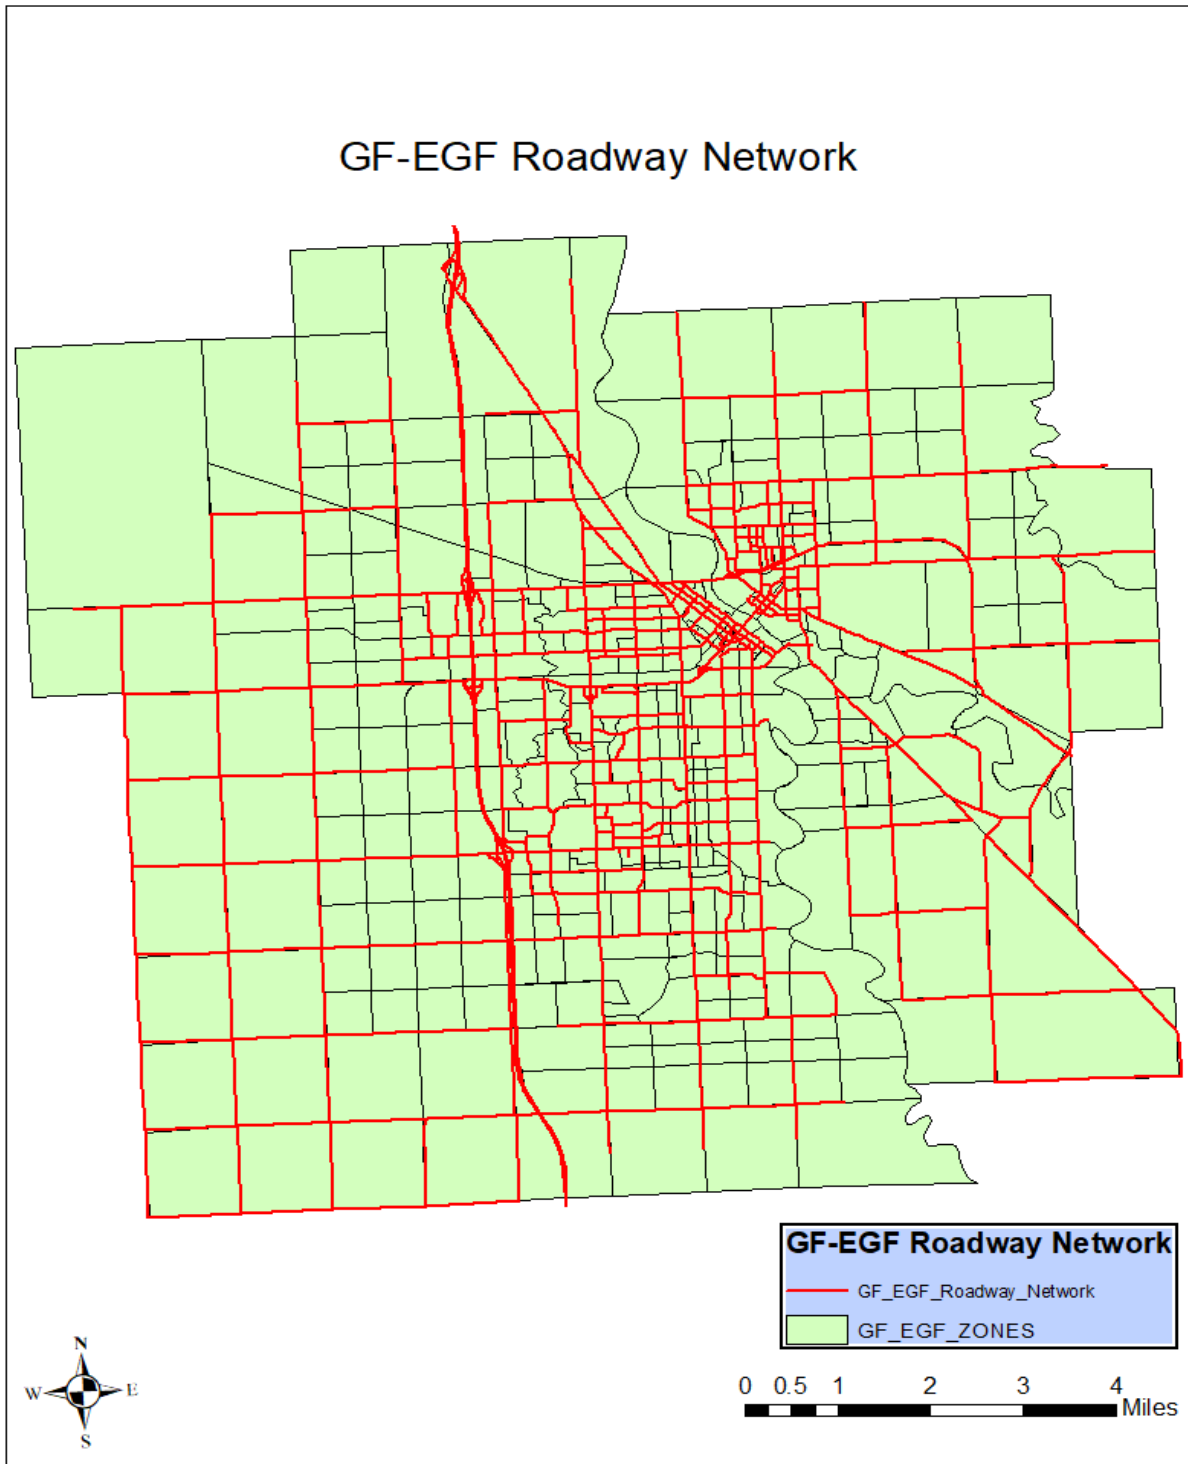 GF-EGF Roadway Network
GF-EGF Roadway Network
GF_EGF_Roadway_Network
GF_EGF_ZONES
N
W E
S
0 0.5 1 2 3 4
Miles